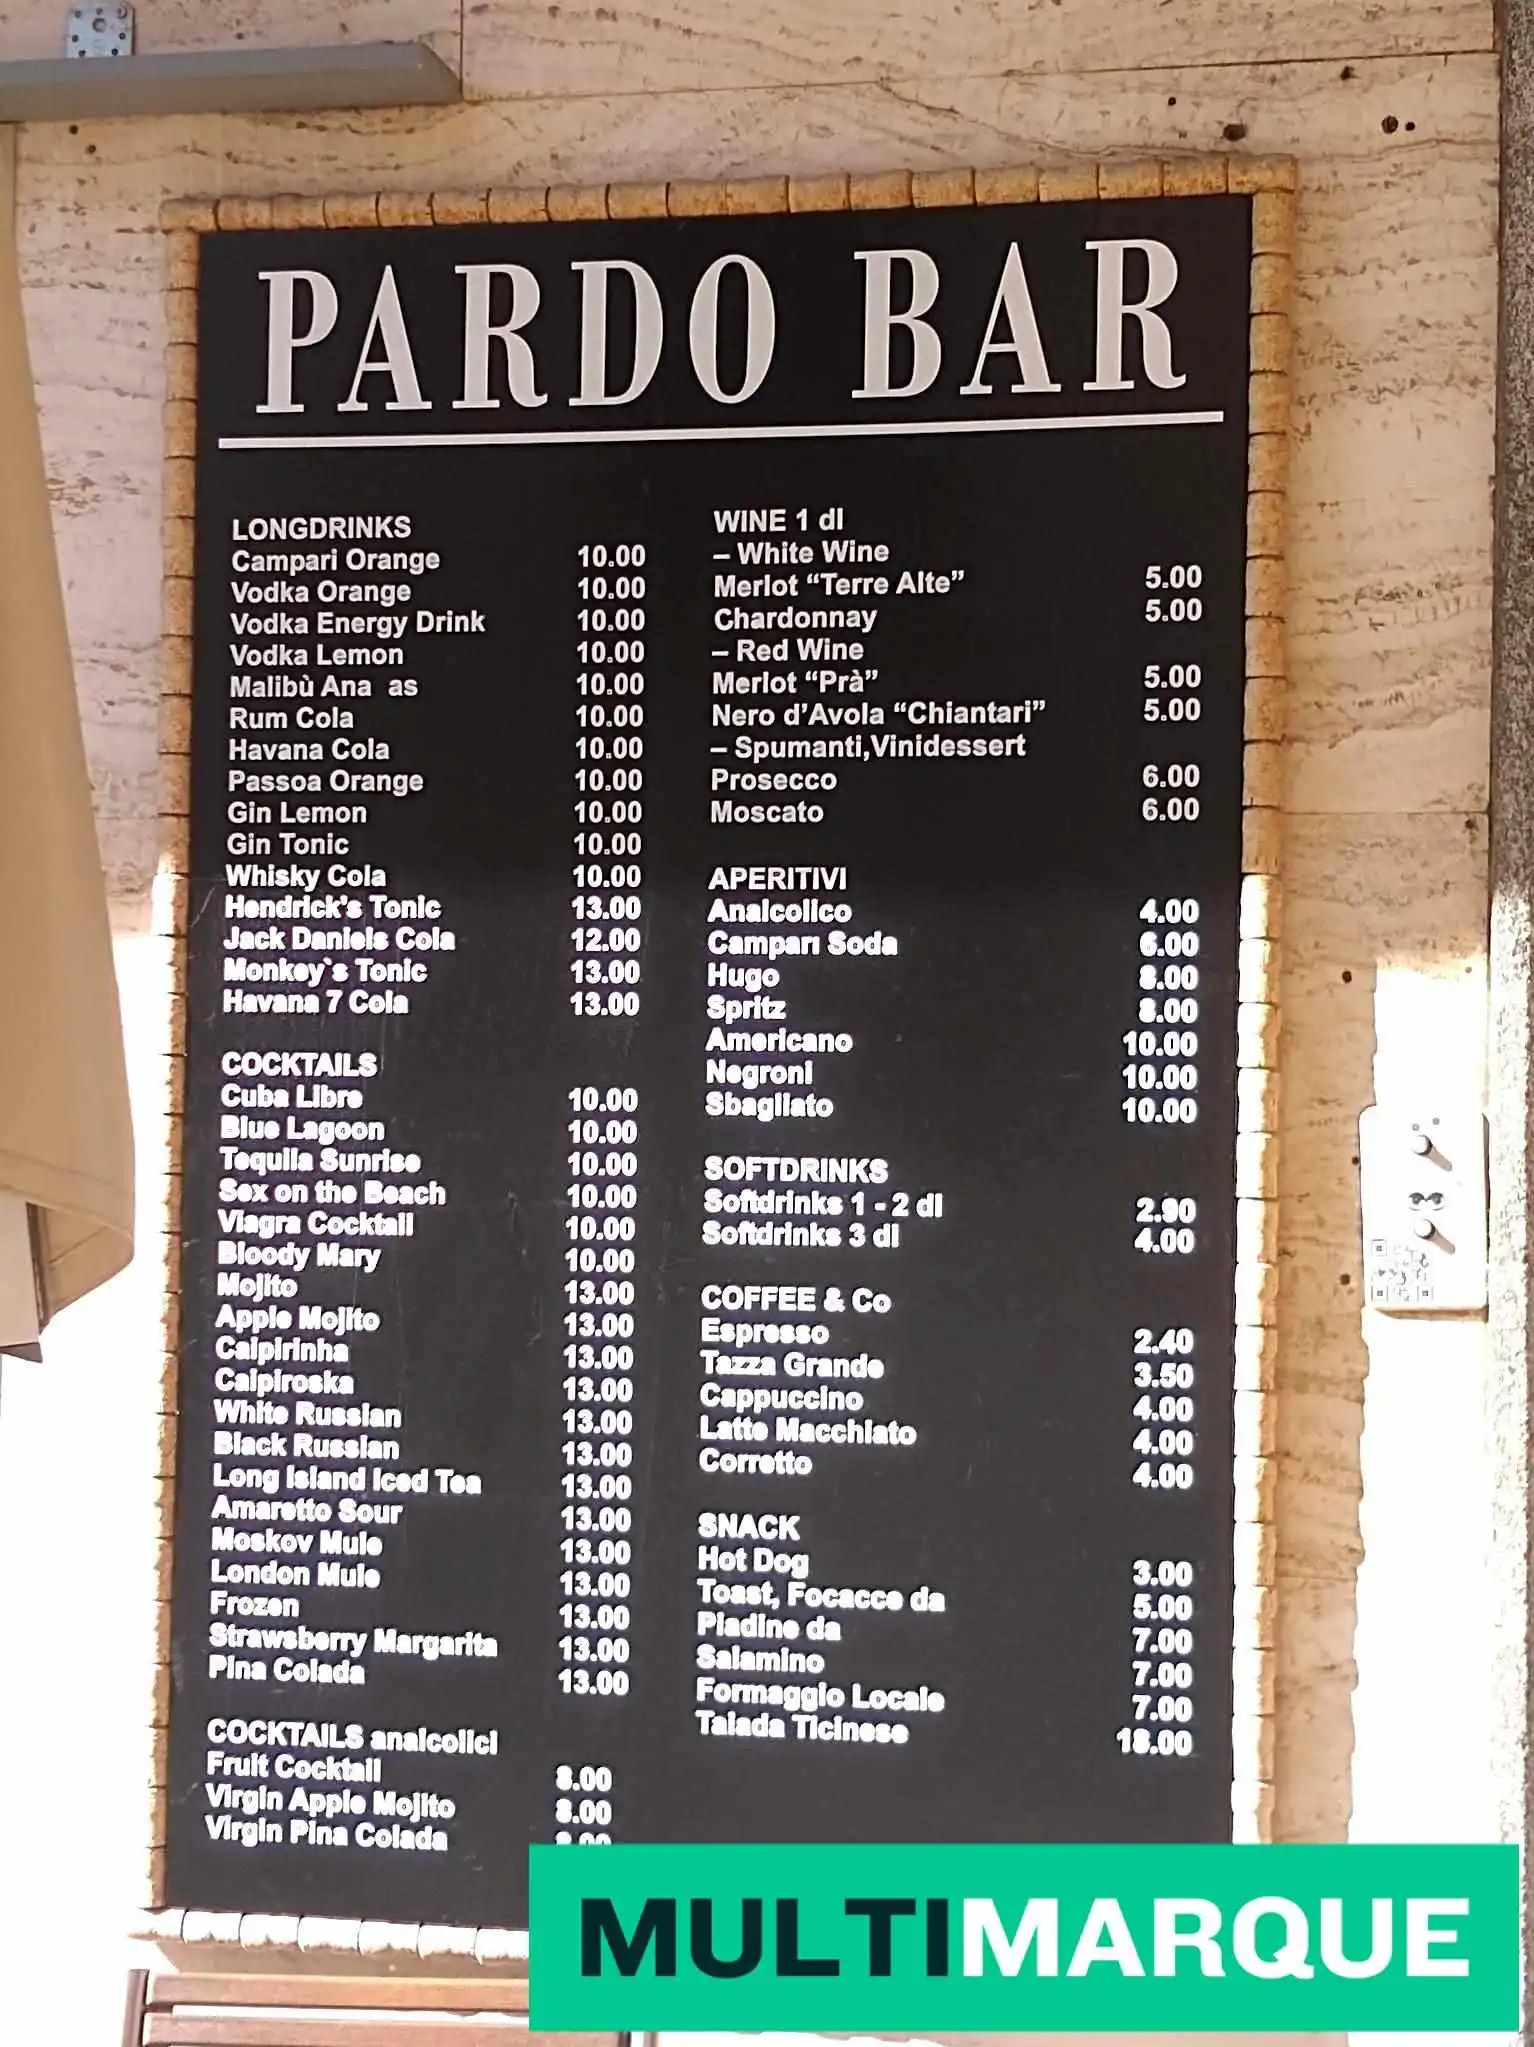 PARDO BAR
LONGDRINKS
Campari Orange 10.00
Vodka Orange 10.00
Vodka Energy Drink 10.00
Vodka Lemon 10.00
Malibù Ana as 10.00
Rum Cola 10.00
Havana Cola 10.00
Passoa Orange 10.00
Gin Lemon 10.00
Gin Tonic 10.00
Whisky Cola 10.00
Hendrick's Tonic 13.00
Jack Daniels Cola 12.00
Monkey`s Tonic 13.00
Havana 7 Cola 13.00
COCKTAILS
Cuba Libre 10.00
Blue Lagoon 10.00
Tequila Sunrise 10.00
Sex on the Beach 10.00
Viagra Cocktail 10.00
Bloody Mary 10.00
Mojito 13.00
Apple Mojito 13.00
Caipirinha 13.00
Caipiroska 13.00
White Russian 13.00
Black Russian 13.00
Long Island Iced Tea 13.00
Amaretto Sour 13.00
Moskov Mule 13.00
London Mule 13.00
Frozen 13.00
Strawsberry Margarita 13.00
Pina Colada 13.00
COCKTAILS analcolici
Fruit Cocktail 8.00
Virgin Apple Mojito 8.00
Virgin Pina Colada
WINE 1 dl
– White Wine
Merlot “Terre Alte” 5.00
Chardonnay 5.00
– Red Wine
Merlot “Prà” 5.00
Nero d’Avola “Chiantari” 5.00
– Spumanti,Vinidessert
Prosecco 6.00
Moscato 6.00
APERITIVI
Analcolico 4.00
Campari Soda 6.00
Hugo 8.00
Spritz 8.00
Americano 10.00
Negroni 10.00
Sbagliato 10.00
SOFTDRINKS
Softdrinks 1 - 2 dl 2.90
Softdrinks 3 dl 4.00
COFFEE & Co
Espresso 2.40
Tazza Grande 3.50
Cappuccino 4.00
Latte Macchiato 4.00
Corretto 4.00
SNACK
Hot Dog 3.00
Toast, Focacce da 5.00
Piadine da 7.00
Salamino 7.00
Formaggio Locale 7.00
Talada Ticinese 18.00
MULTIMARQUE